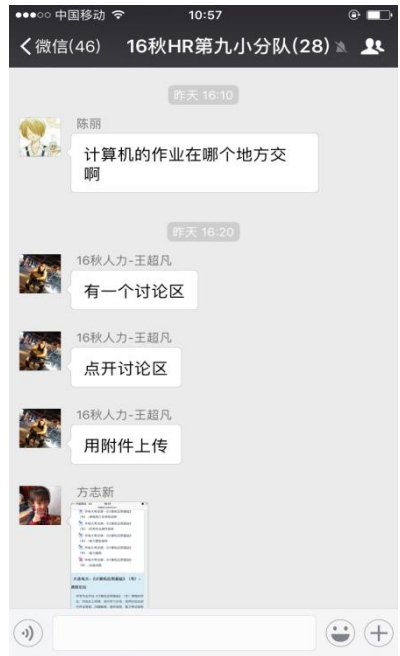 中国移动 10:57
微信(46) 16秋HR第九小分队(28)
昨天 16:10
陈丽
计算机的作业在哪个地方交
啊
昨天 16:20
16秋人力-王超凡
有一个讨论区
16秋人力-王超凡
点开讨论区
16秋人力-王超凡
用附件上传
方志新